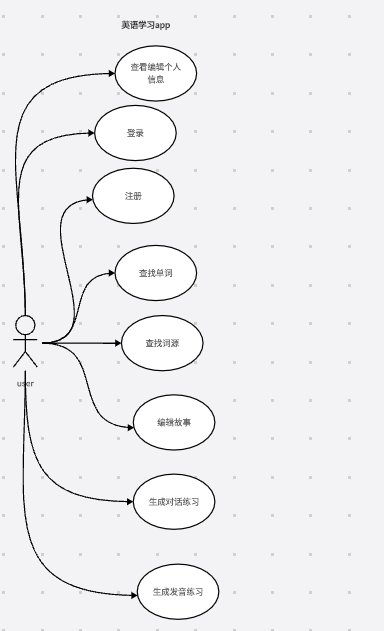 英语学习app
查看编辑个人
信息
登录
注册
查找单词
查找词源
user
编辑故事
生成对话练习
生成发音练习